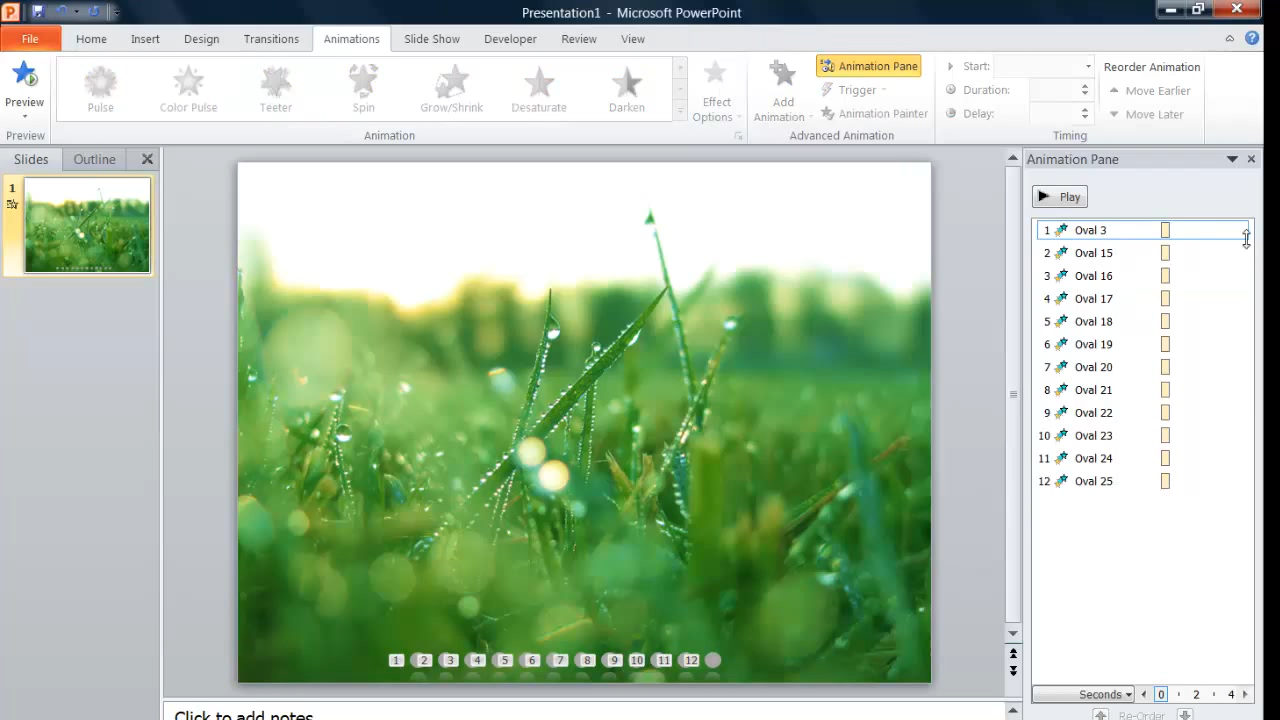 Presentation1 - Microsoft PowerPoint
File Home Insert Design Transitions Animations Slide Show Developer Review View
Preview
Pulse
Color Pulse
Teeter
Spin
Grow/Shrink
Desaturate
Darken
Effect
Options
Add
Animation
Animation Pane
Trigger
Animation Painter
Start:
Duration:
Delay:
Reorder Animation
Move Earlier
Move Later
Preview
Animation
Advanced Animation
Timing
Slides Outline
1
1 2 3 4 5 6 7 8 9 10 11 12
Click to add notes
Animation Pane
Play
1 Oval 3
2 Oval 15
3 Oval 16
4 Oval 17
5 Oval 18
6 Oval 19
7 Oval 20
8 Oval 21
9 Oval 22
10 Oval 23
11 Oval 24
12 Oval 25
Seconds 0 2 4
Re-Order